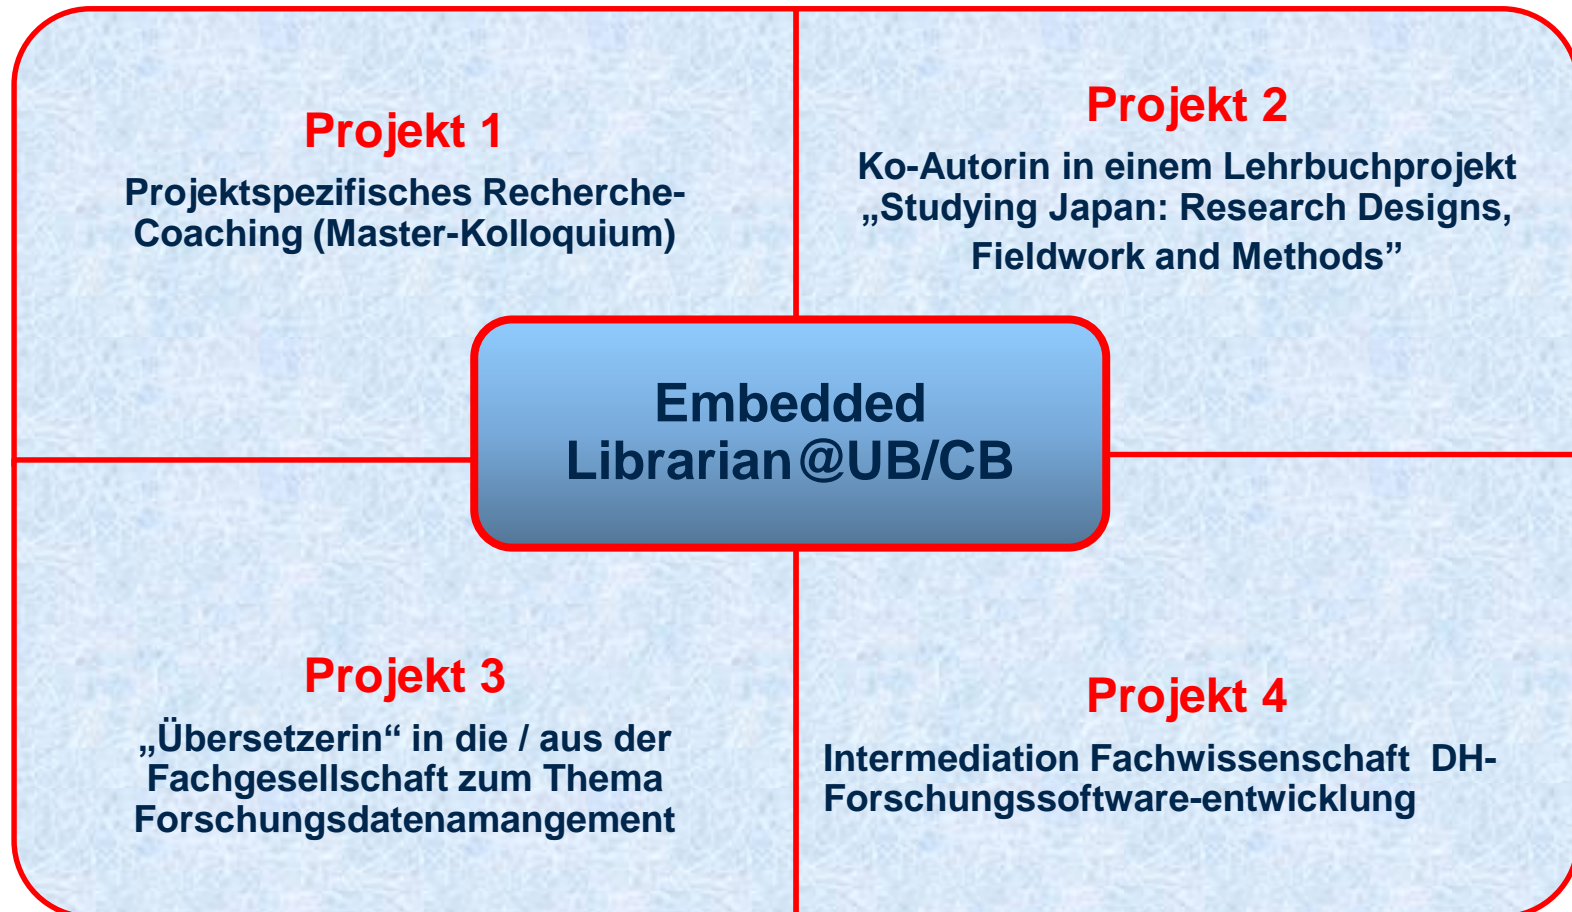 Projekt 1
Projektspezifisches Recherche-
Coaching (Master-Kolloquium)
Projekt 2
Ko-Autorin in einem Lehrbuchprojekt
„Studying Japan: Research Designs,
Fieldwork and Methods”
Embedded
Librarian@UB/CB
Projekt 3
„Übersetzerin“ in die / aus der
Fachgesellschaft zum Thema
Forschungsdatenamangement
Projekt 4
Intermediation Fachwissenschaft DH-
Forschungssoftware-entwicklung